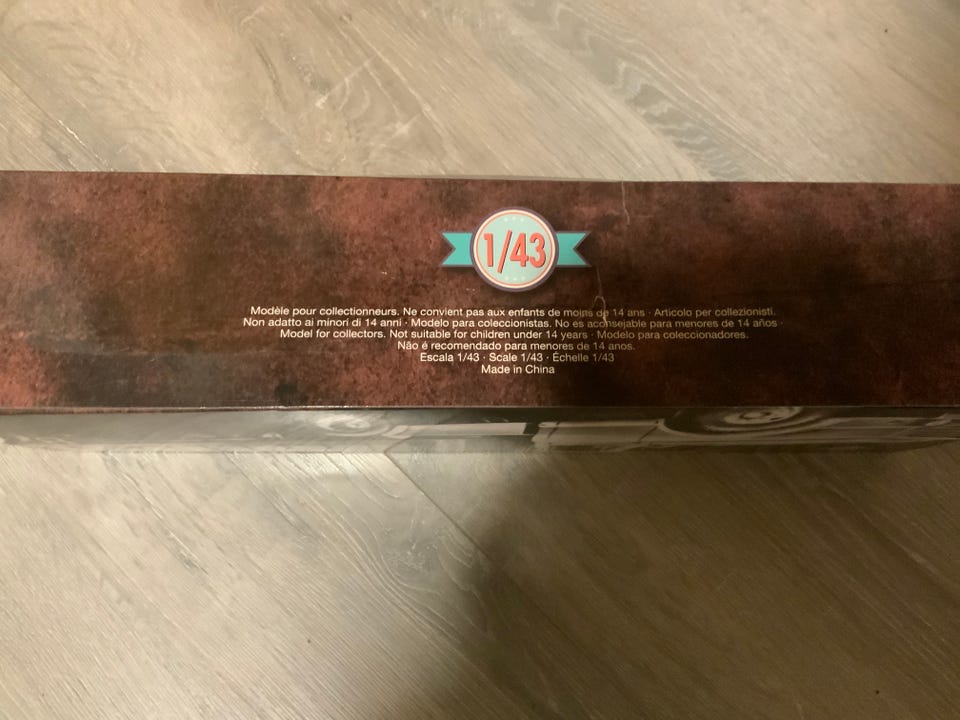 1/43
Modèle pour collectionneurs. Ne convient pas aux enfants de moins de 14 ans · Articolo per collezionisti.
Non adatto ai minori di 14 anni · Modelo para coleccionistas. No es aconsejable para menores de 14 años ·
Model for collectors. Not suitable for children under 14 years · Modelo para coleccionadores.
Não é recomendado para menores de 14 anos.
Escala 1/43 · Scale 1/43 · Échelle 1/43
Made in China